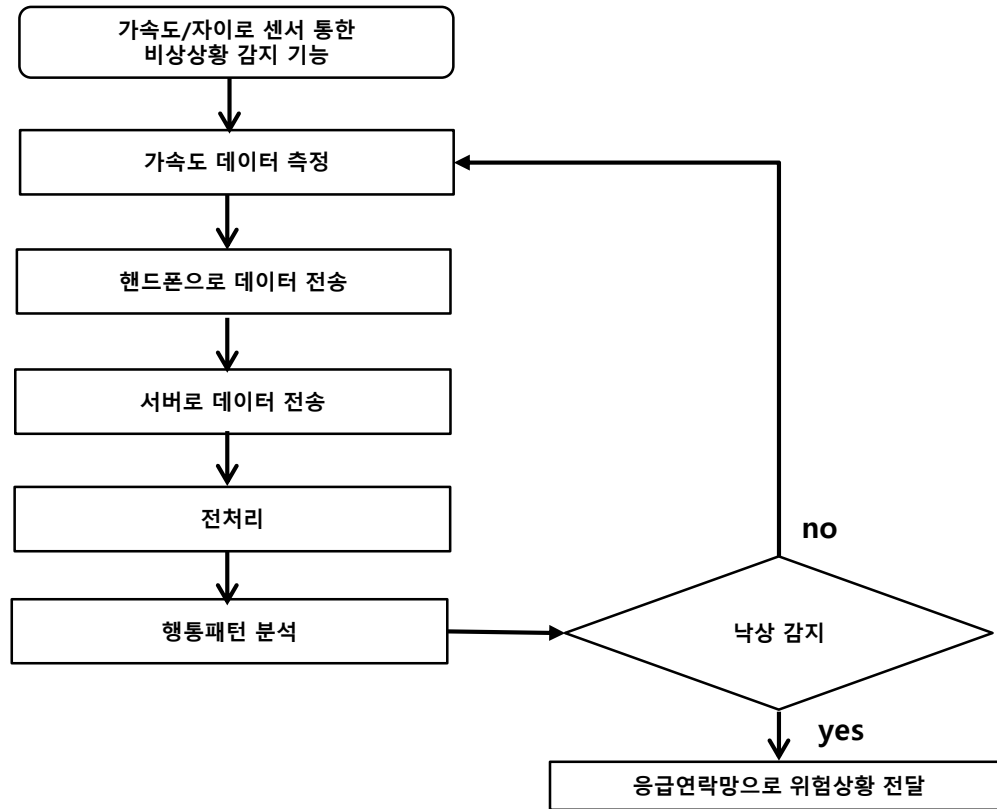 가속도/자이로 센서 통한
비상상황 감지 기능
가속도 데이터 측정
핸드폰으로 데이터 전송
서버로 데이터 전송
전처리
행통패턴 분석
no
낙상 감지
yes
응급연락망으로 위험상황 전달